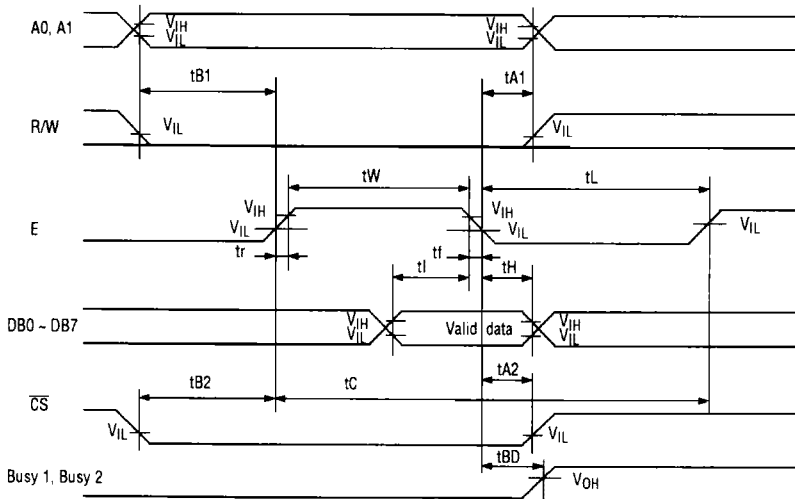 A0, A1
VIH
VIL
VIH
VIL
tB1
tA1
R/W
VIL
VIL
tW
tL
E
VIH
VIL
VIH
VIL
VIL
tr
tf
tI
tH
DB0 ~ DB7
VIH
VIL
Valid data
VIH
VIL
tB2
tC
tA2
CS
VIL
VIL
tBD
Busy 1, Busy 2
VOH